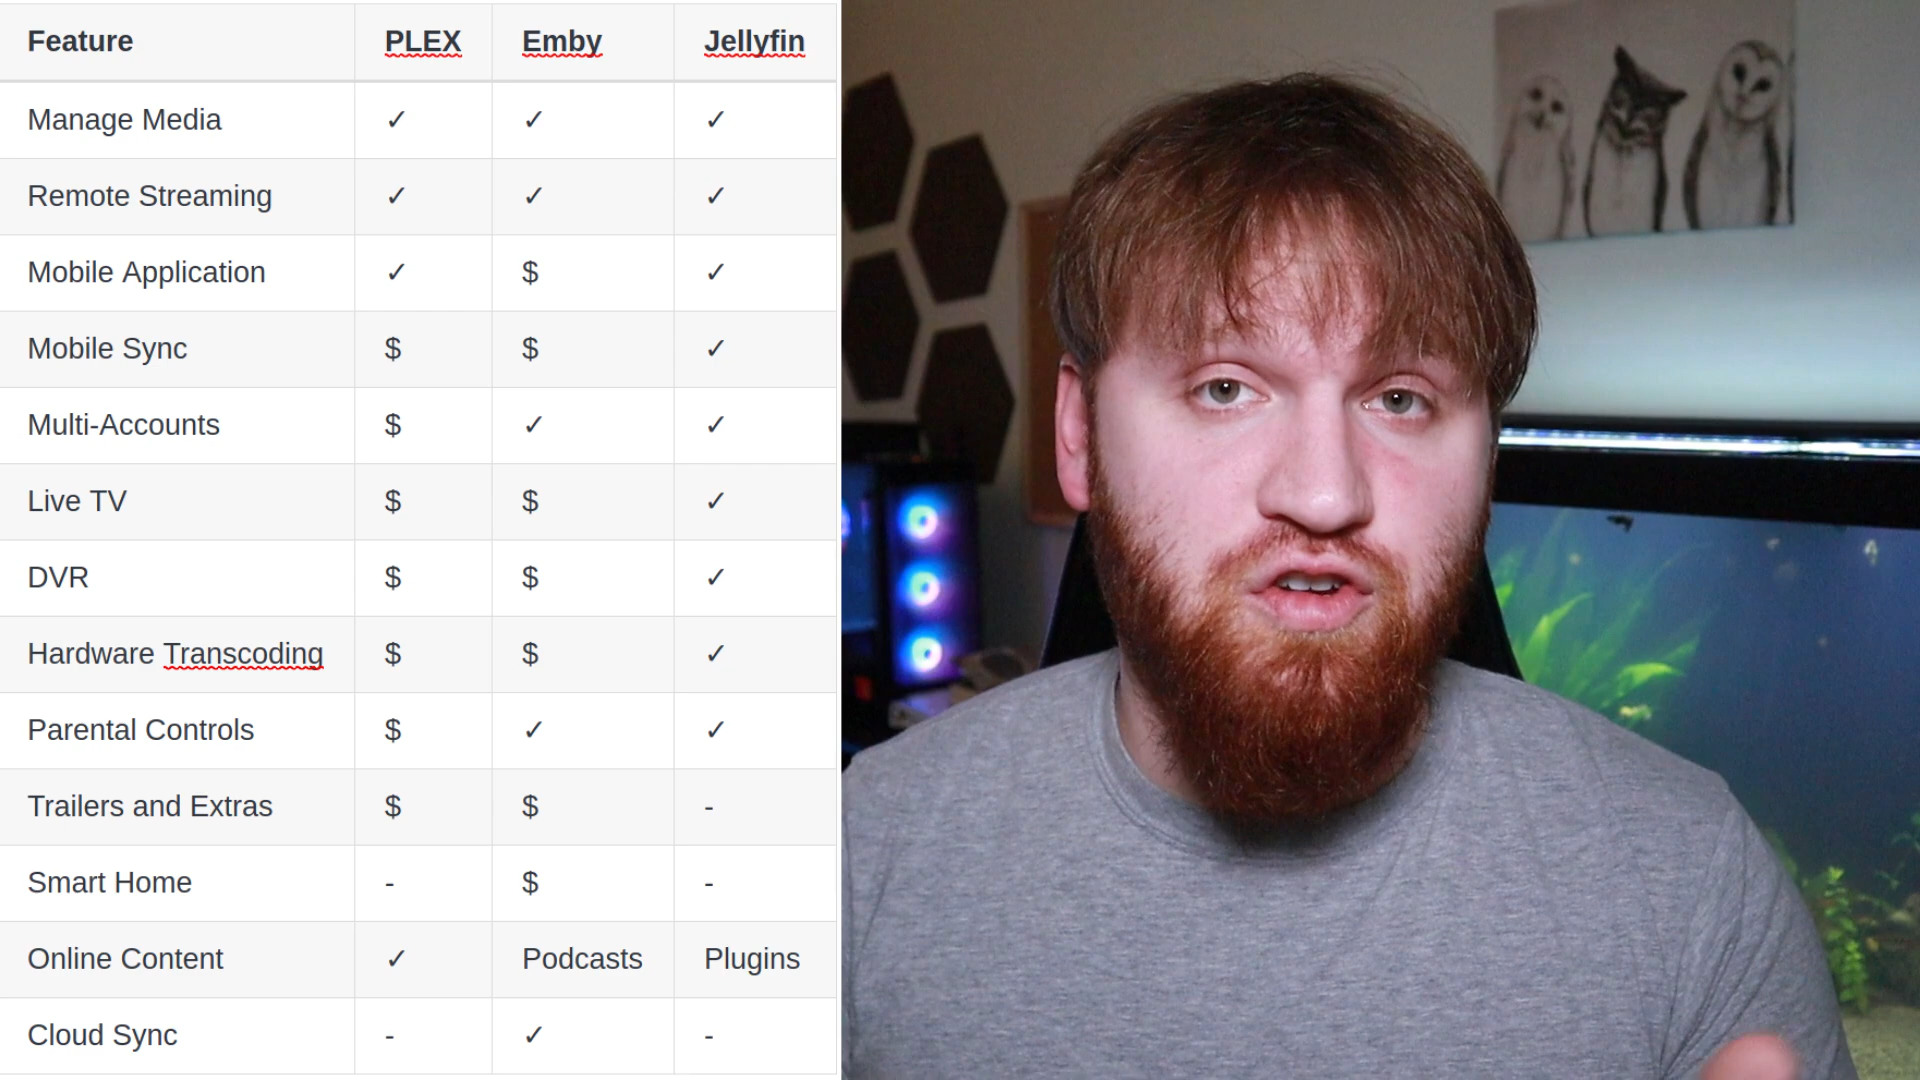 Feature PLEX Emby Jellyfin
Manage Media ✓ ✓ ✓
Remote Streaming ✓ ✓ ✓
Mobile Application ✓ $ ✓
Mobile Sync $ $ ✓
Multi-Accounts $ ✓ ✓
Live TV $ $ ✓
DVR $ $ ✓
Hardware Transcoding $ $ ✓
Parental Controls $ ✓ ✓
Trailers and Extras $ $ -
Smart Home - $ -
Online Content ✓ Podcasts Plugins
Cloud Sync - ✓ -